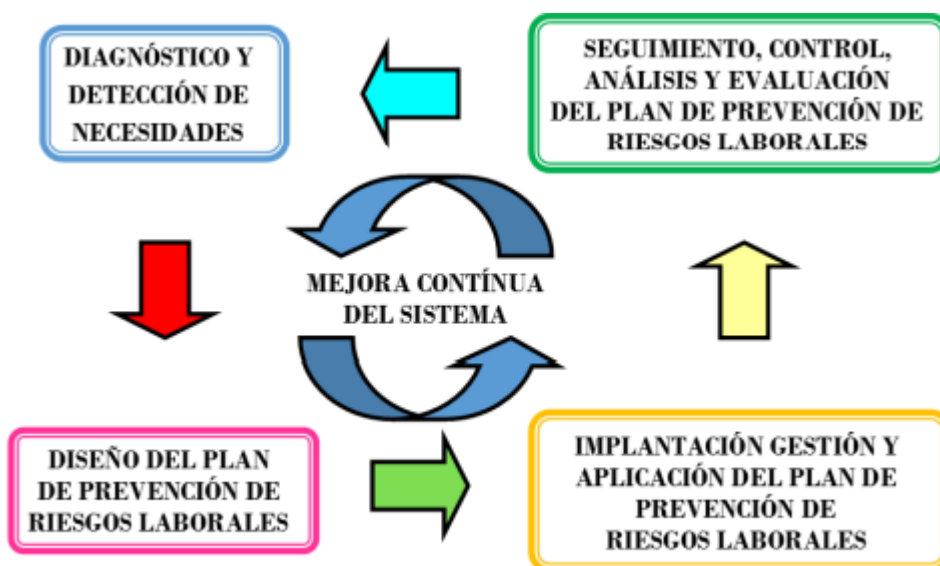 DIAGNÓSTICO Y
DETECCIÓN DE
NECESIDADES
SEGUIMIENTO, CONTROL,
ANÁLISIS Y EVALUACIÓN
DEL PLAN DE PREVENCIÓN DE
RIESGOS LABORALES
MEJORA CONTÍNUA
DEL SISTEMA
DISEÑO DEL PLAN
DE PREVENCIÓN DE
RIESGOS LABORALES
IMPLANTACIÓN GESTIÓN Y
APLICACIÓN DEL PLAN DE
PREVENCIÓN DE
RIESGOS LABORALES